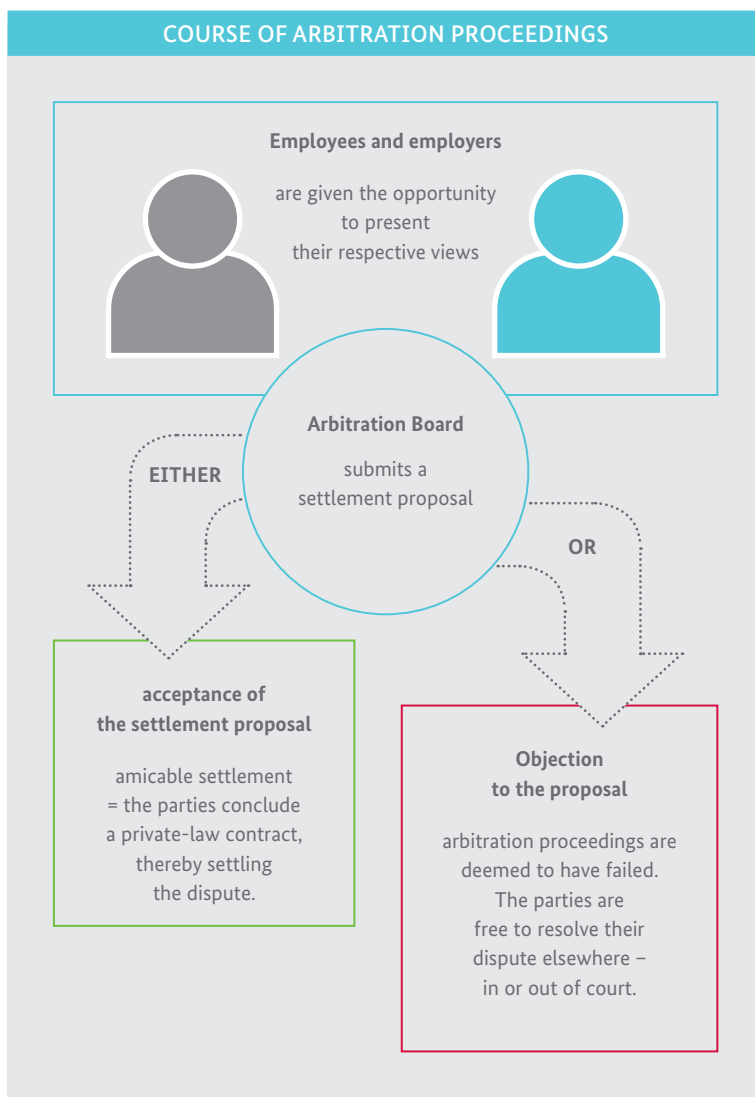 COURSE OF ARBITRATION PROCEEDINGS
Employees and employers
are given the opportunity
to present
their respective views
Arbitration Board
submits a
settlement proposal
EITHER
OR
acceptance of
the settlement proposal
amicable settlement
= the parties conclude
a private-law contract,
thereby settling
the dispute.
Objection
to the proposal
arbitration proceedings are
deemed to have failed.
The parties are
free to resolve their
dispute elsewhere –
in or out of court.